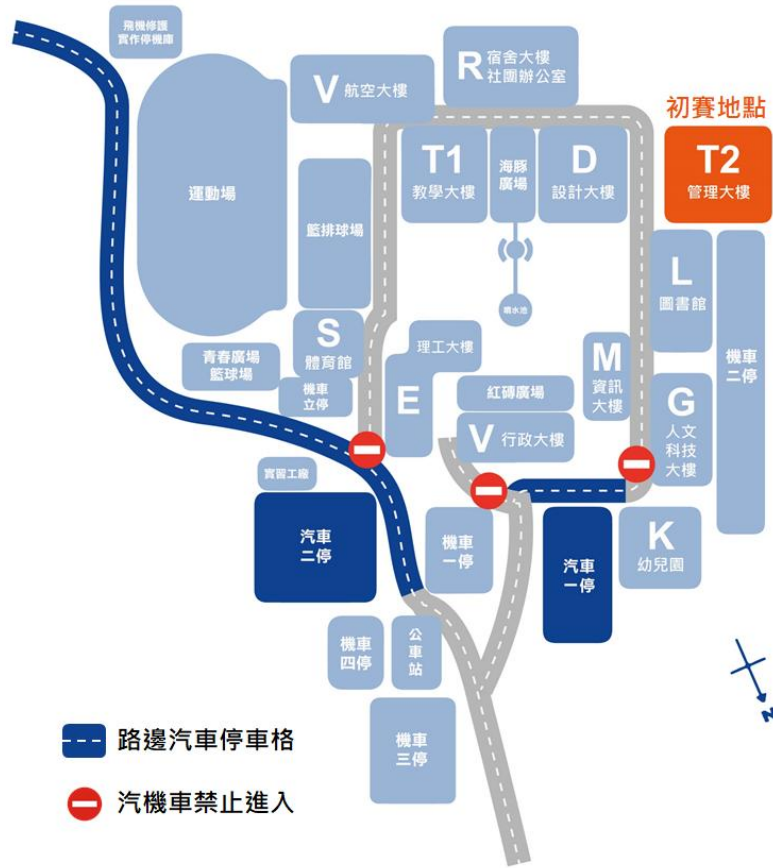 飛機修護
實作停機庫
R 宿舍大樓
社團辦公室
V 航空大樓
初賽地點
T1
教學大樓
海豚
廣場
D
設計大樓
T2
管理大樓
運動場
籃排球場
L
圖書館
噴水池
機車
二停
S
體育館
理工大樓
E
青春廣場
籃球場
機車
立停
M
資訊
大樓
紅磚廣場
V 行政大樓
G
人文
科技
大樓
實習工廠
汽車
二停
機車
一停
汽車
一停
K
幼兒園
機車
四停
公
車
站
機車
三停
N
路邊汽車停車格
汽機車禁止進入